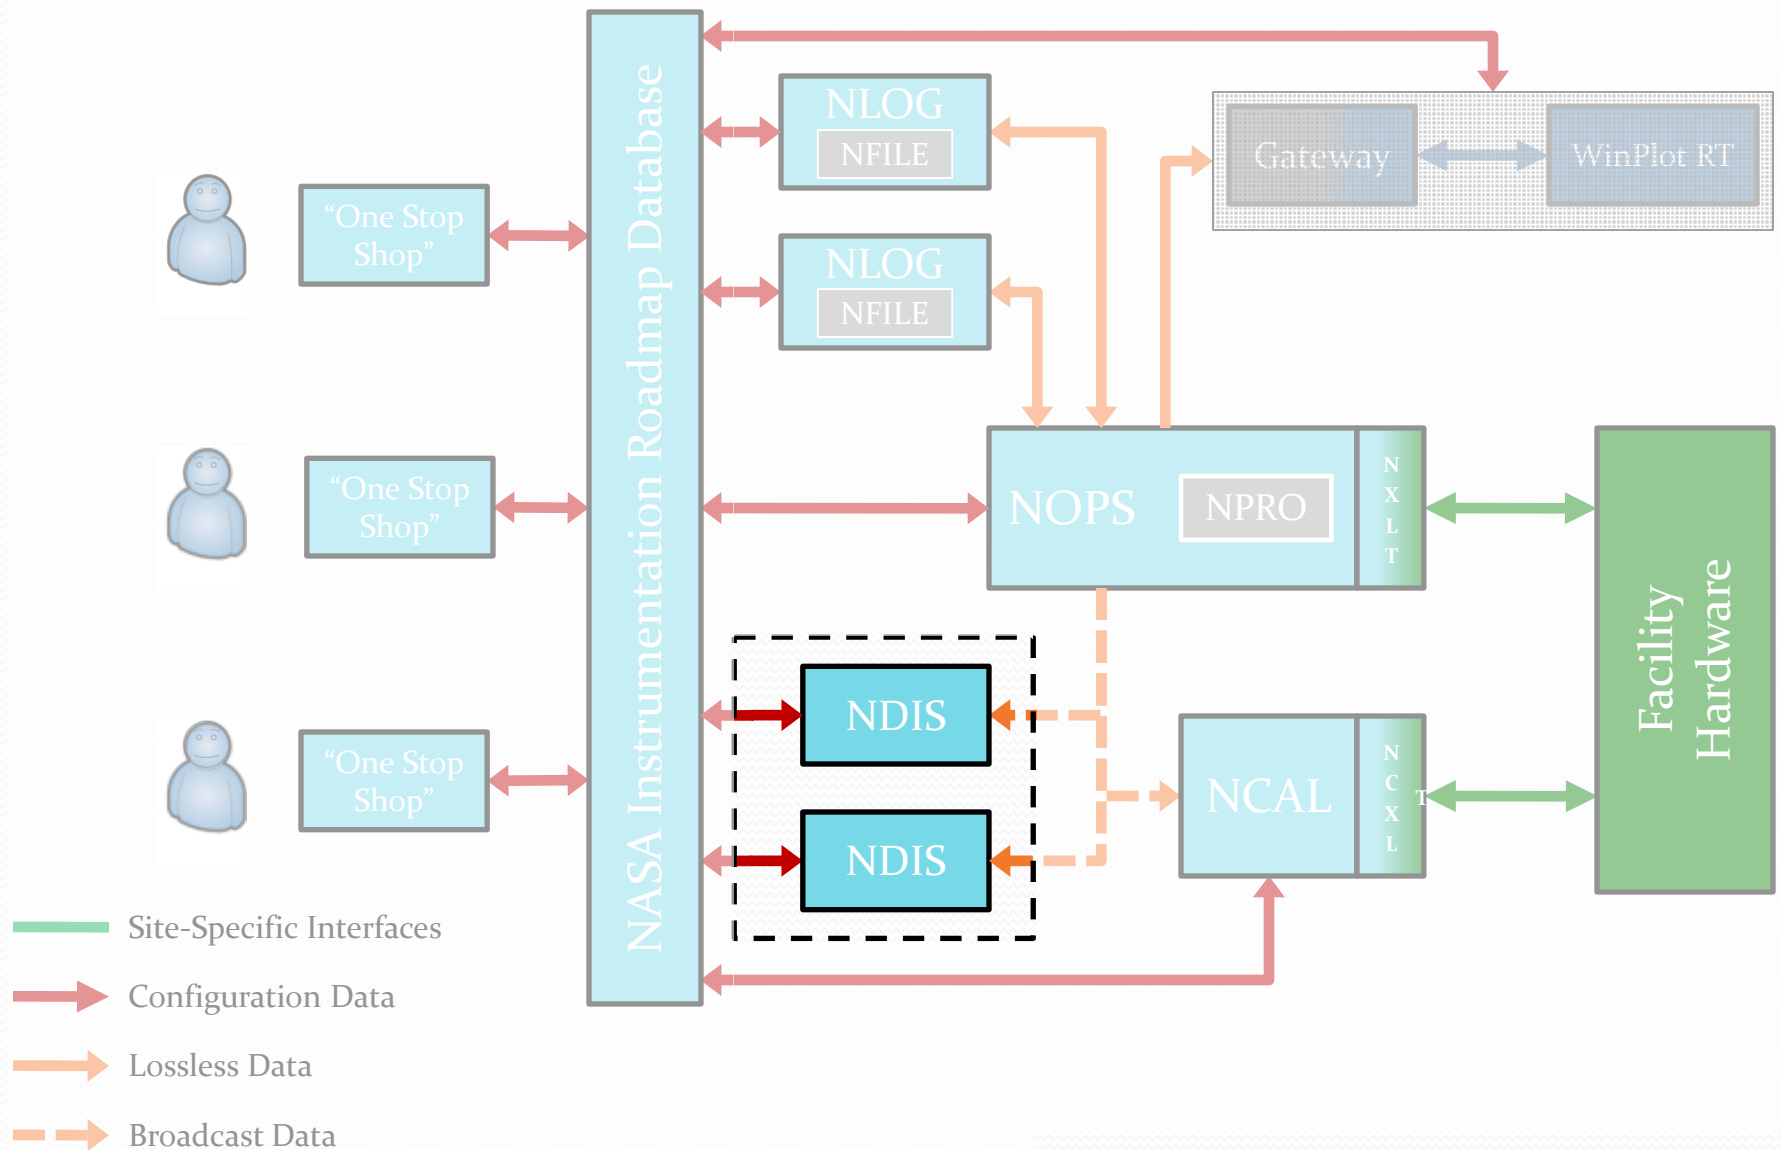 NASA Instrumentation Roadmap Database
NLOG
NFILE
Gateway
WinPlot RT
“One Stop
Shop”
NLOG
NFILE
“One Stop
Shop”
NOPS
NPRO
N
X
L
T
Facility
Hardware
NDIS
“One Stop
Shop”
NCAL
N
C
X
L
T
NDIS
Site-Specific Interfaces
Configuration Data
Lossless Data
Broadcast Data